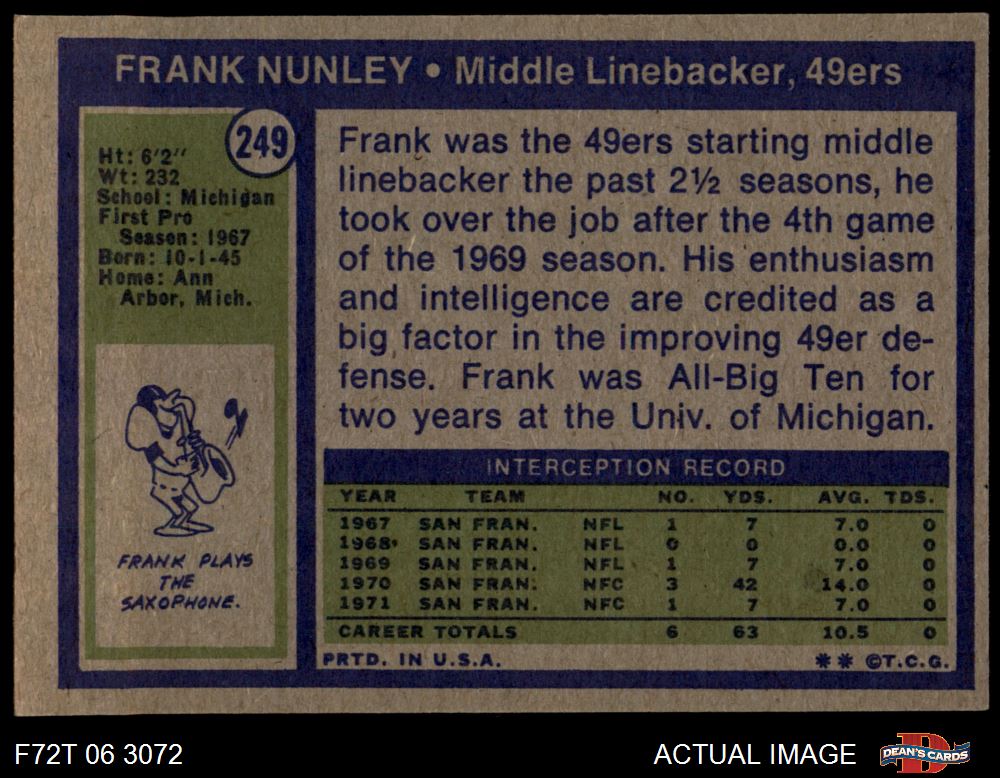 FRANK NUNLEY • Middle Linebacker, 49ers
249
Ht: 6'2"
Wt: 232
School: Michigan
First Pro
Season: 1967
Born: 10-1-45
Home: Ann
Arbor, Mich.
FRANK PLAYS
THE
SAXOPHONE.
Frank was the 49ers starting middle
linebacker the past 2½ seasons, he
took over the job after the 4th game
of the 1969 season. His enthusiasm
and intelligence are credited as a
big factor in the improving 49er de-
fense. Frank was All-Big Ten for
two years at the Univ. of Michigan.
INTERCEPTION RECORD
YEAR TEAM NO. YDS. AVG. TDS.
1967 SAN FRAN. NFL 1 7 7.0 0
1968 SAN FRAN. NFL 0 0 0.0 0
1969 SAN FRAN. NFL 1 7 7.0 0
1970 SAN FRAN. NFC 3 42 14.0 0
1971 SAN FRAN. NFC 1 7 7.0 0
CAREER TOTALS 6 63 10.5 0
PRTD. IN U.S.A. ** ©T.C.G.
F72T 06 3072 ACTUAL IMAGE DEAN'S CARDS